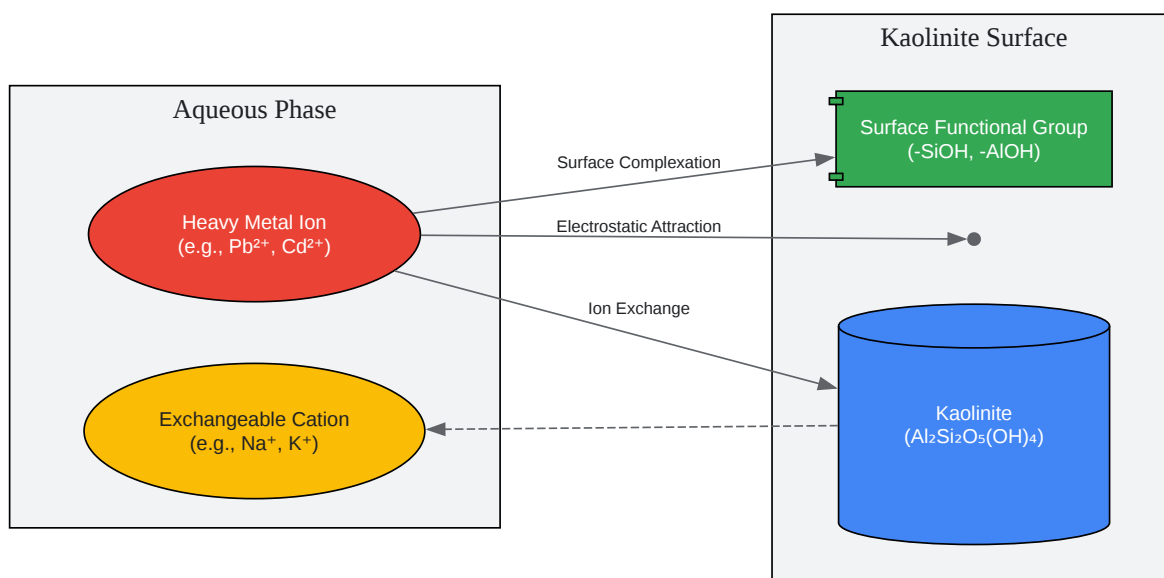 Aqueous Phase
Heavy Metal Ion
(e.g., Pb²⁺, Cd²⁺)
Exchangeable Cation
(e.g., Na⁺, K⁺)
Surface Complexation
Electrostatic Attraction
Ion Exchange
Kaolinite Surface
Surface Functional Group
(-SiOH, -AlOH)
Kaolinite
(Al₂Si₂O₅(OH)₄)